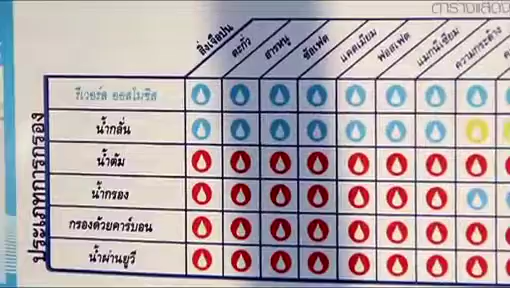 ตารางแสดง
สิ่งเจือปน
ตะกั่ว
สารหนู
ซัลเฟต
แคดเมียม
ฟอสเฟต
แมกนีเซียม
ความกระด้าง
ประเภทการกรอง
รีเวอร์ส ออสโมซิส
น้ำกลั่น
น้ำต้ม
น้ำกรอง
กรองด้วยคาร์บอน
น้ำผ่านยูวี